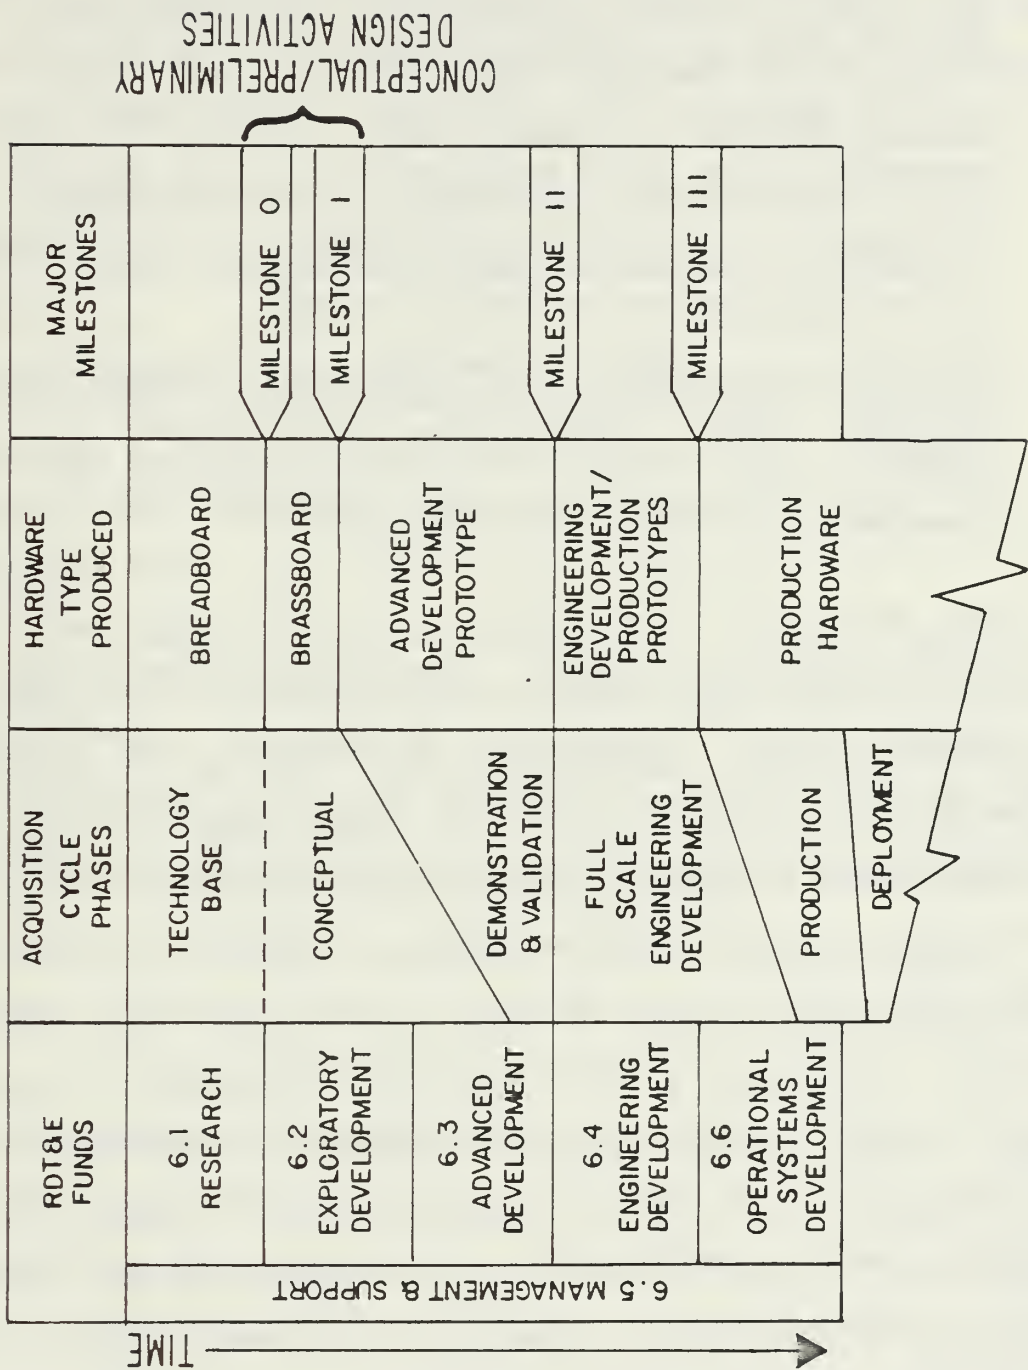 CONCEPTUAL/PRELIMINARY
DESIGN ACTIVITIES
RDT&E
FUNDS
ACQUISITION
CYCLE
PHASES
HARDWARE
TYPE
PRODUCED
MAJOR
MILESTONES
TIME
6.5 MANAGEMENT & SUPPORT
6.1
RESEARCH
6.2
EXPLORATORY
DEVELOPMENT
6.3
ADVANCED
DEVELOPMENT
6.4
ENGINEERING
DEVELOPMENT
6.6
OPERATIONAL
SYSTEMS
DEVELOPMENT
TECHNOLOGY
BASE
CONCEPTUAL
DEMONSTRATION
& VALIDATION
FULL
SCALE
ENGINEERING
DEVELOPMENT
PRODUCTION
DEPLOYMENT
BREADBOARD
BRASSBOARD
ADVANCED
DEVELOPMENT
PROTOTYPE
ENGINEERING
DEVELOPMENT/
PRODUCTION
PROTOTYPES
PRODUCTION
HARDWARE
MILESTONE 0
MILESTONE I
MILESTONE II
MILESTONE III